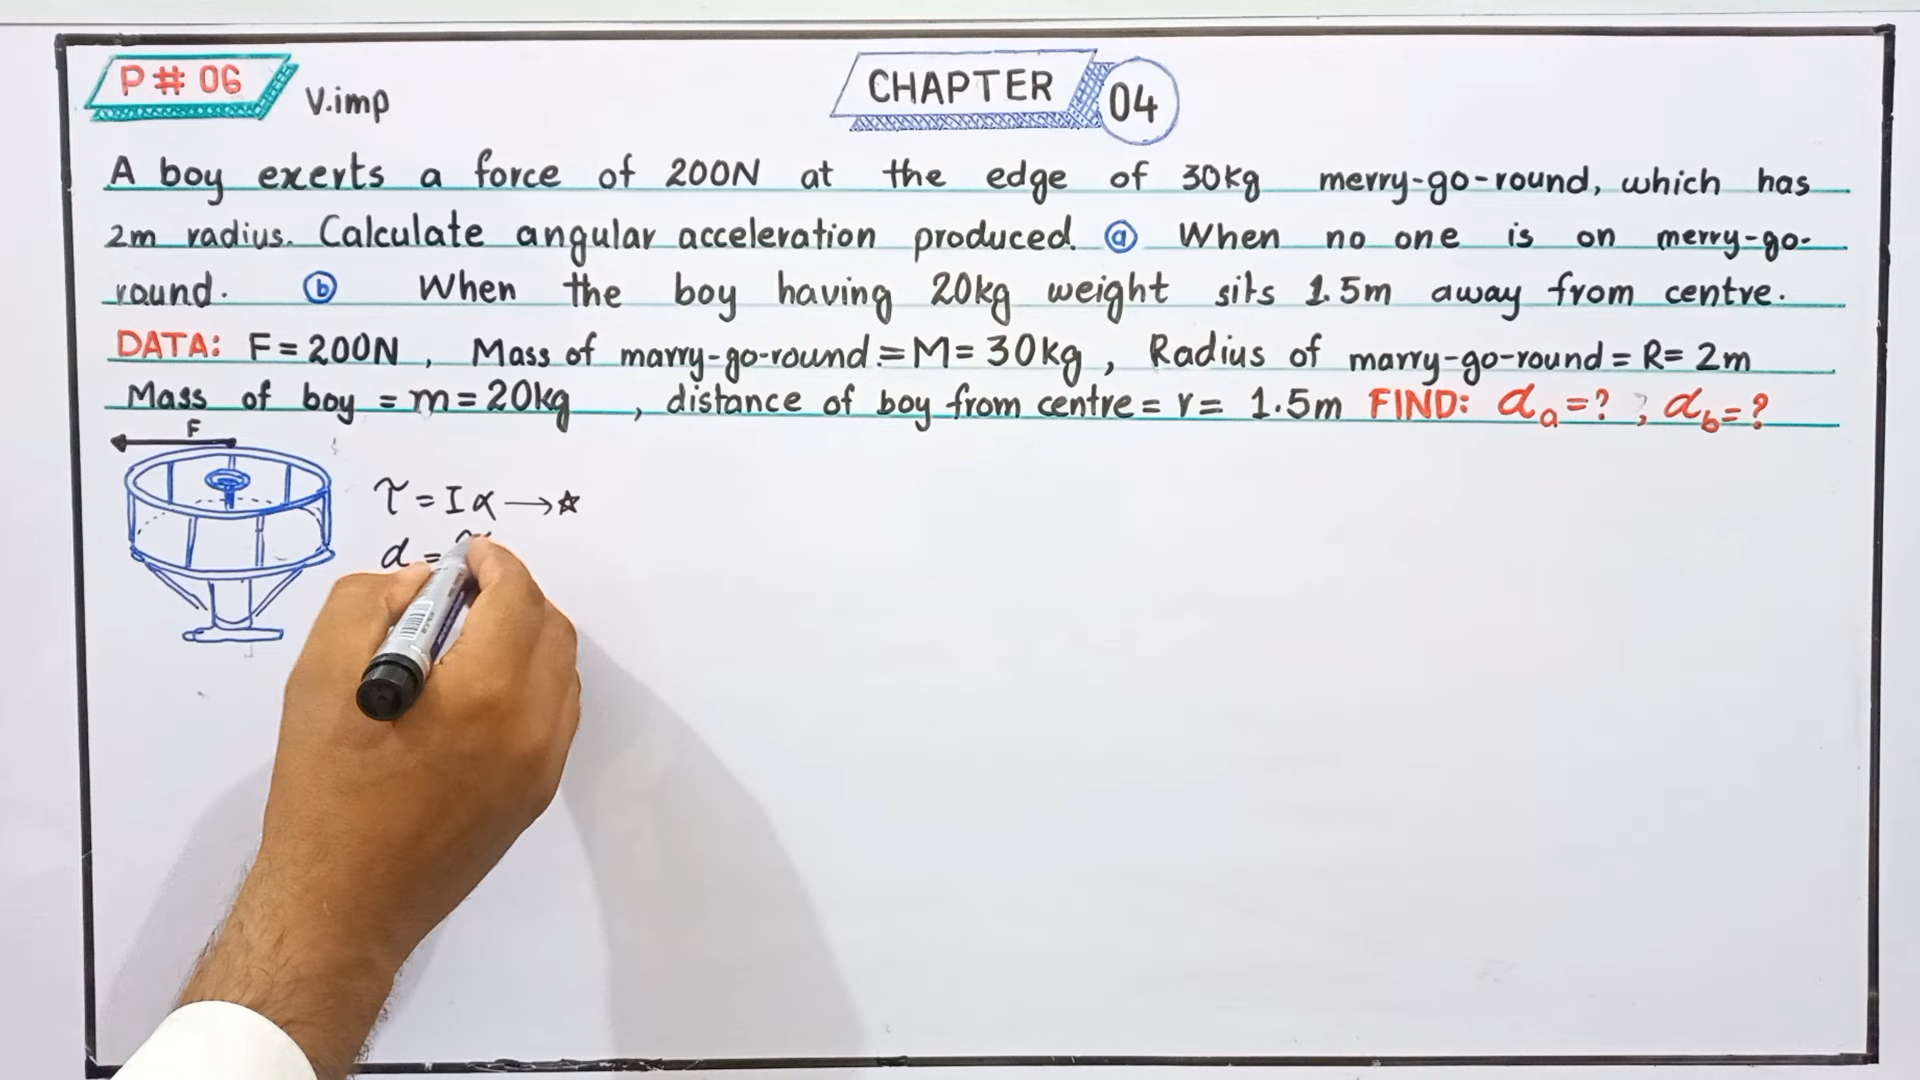 P # 06
V.imp
CHAPTER 04
A boy exerts a force of 200N at the edge of 30kg merry-go-round, which has
2m radius. Calculate angular acceleration produced. ⓐ When no one is on merry-go-
round. ⓑ When the boy having 20kg weight sits 1.5m away from centre.
DATA: F = 200N , Mass of marry-go-round = M = 30kg , Radius of marry-go-round = R = 2m
Mass of boy = m = 20kg , distance of boy from centre = r = 1.5m FIND: α_a = ? , α_b = ?
F
τ = I α → ☆
α =